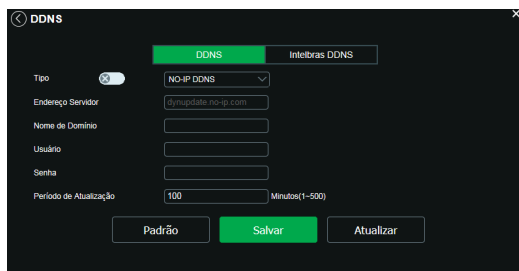 DDNS
DDNS Intelbras DDNS
Tipo NO-IP DDNS
Endereço Servidor dynupdate.no-ip.com
Nome de Domínio
Usuário
Senha
Período de Atualização 100 Minutos(1~500)
Padrão Salvar Atualizar